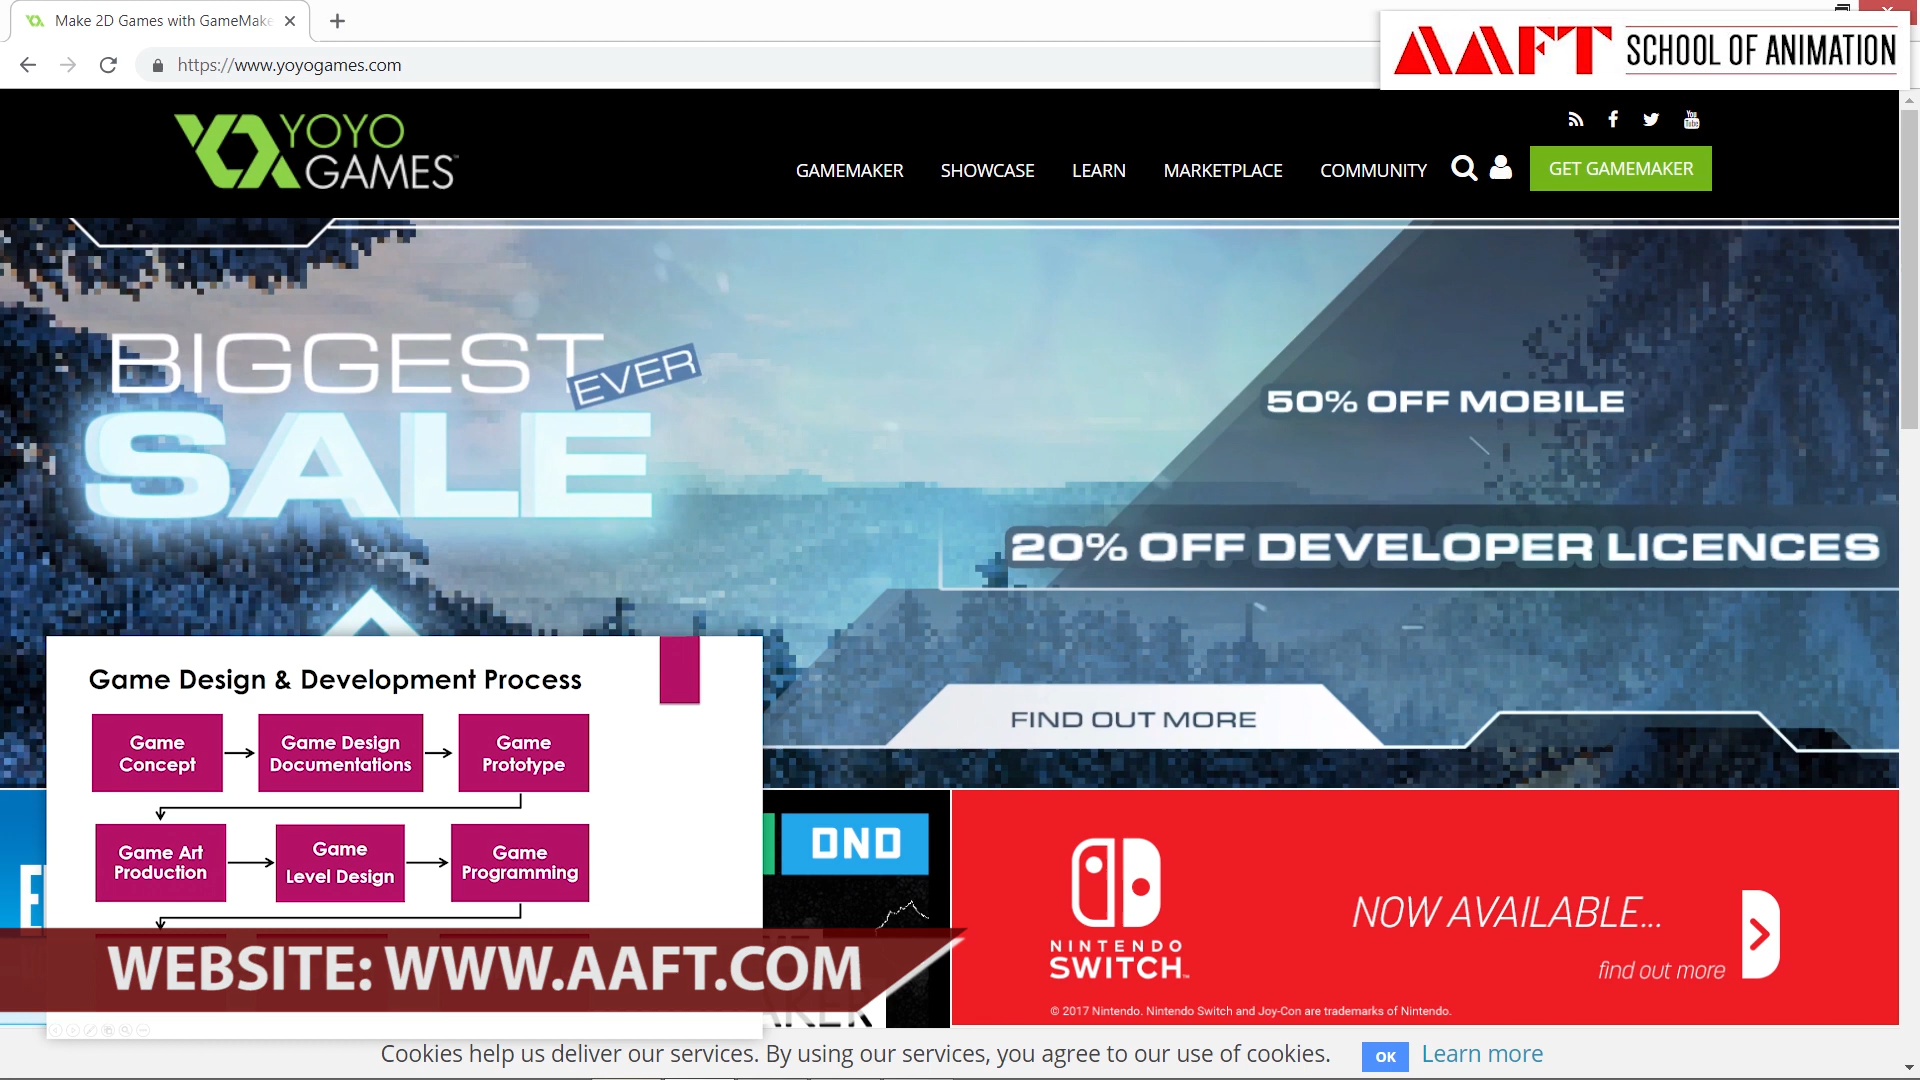 Make 2D Games with GameMake
https://www.yoyogames.com
AAFT SCHOOL OF ANIMATION
YOYO
GAMES™
GAMEMAKER
SHOWCASE
LEARN
MARKETPLACE
COMMUNITY
You
Tube
GET GAMEMAKER
BIGGEST
EVER
SALE
50% OFF MOBILE
20% OFF DEVELOPER LICENCES
FIND OUT MORE
Game Design & Development Process
Game
Concept
Game Design
Documentations
Game
Prototype
Game Art
Production
Game
Level Design
Game
Programming
DND
NINTENDO
SWITCH™
NOW AVAILABLE...
find out more
© 2017 Nintendo. Nintendo Switch and Joy-Con are trademarks of Nintendo.
WEBSITE: WWW.AAFT.COM
Cookies help us deliver our services. By using our services, you agree to our use of cookies.
OK
Learn more